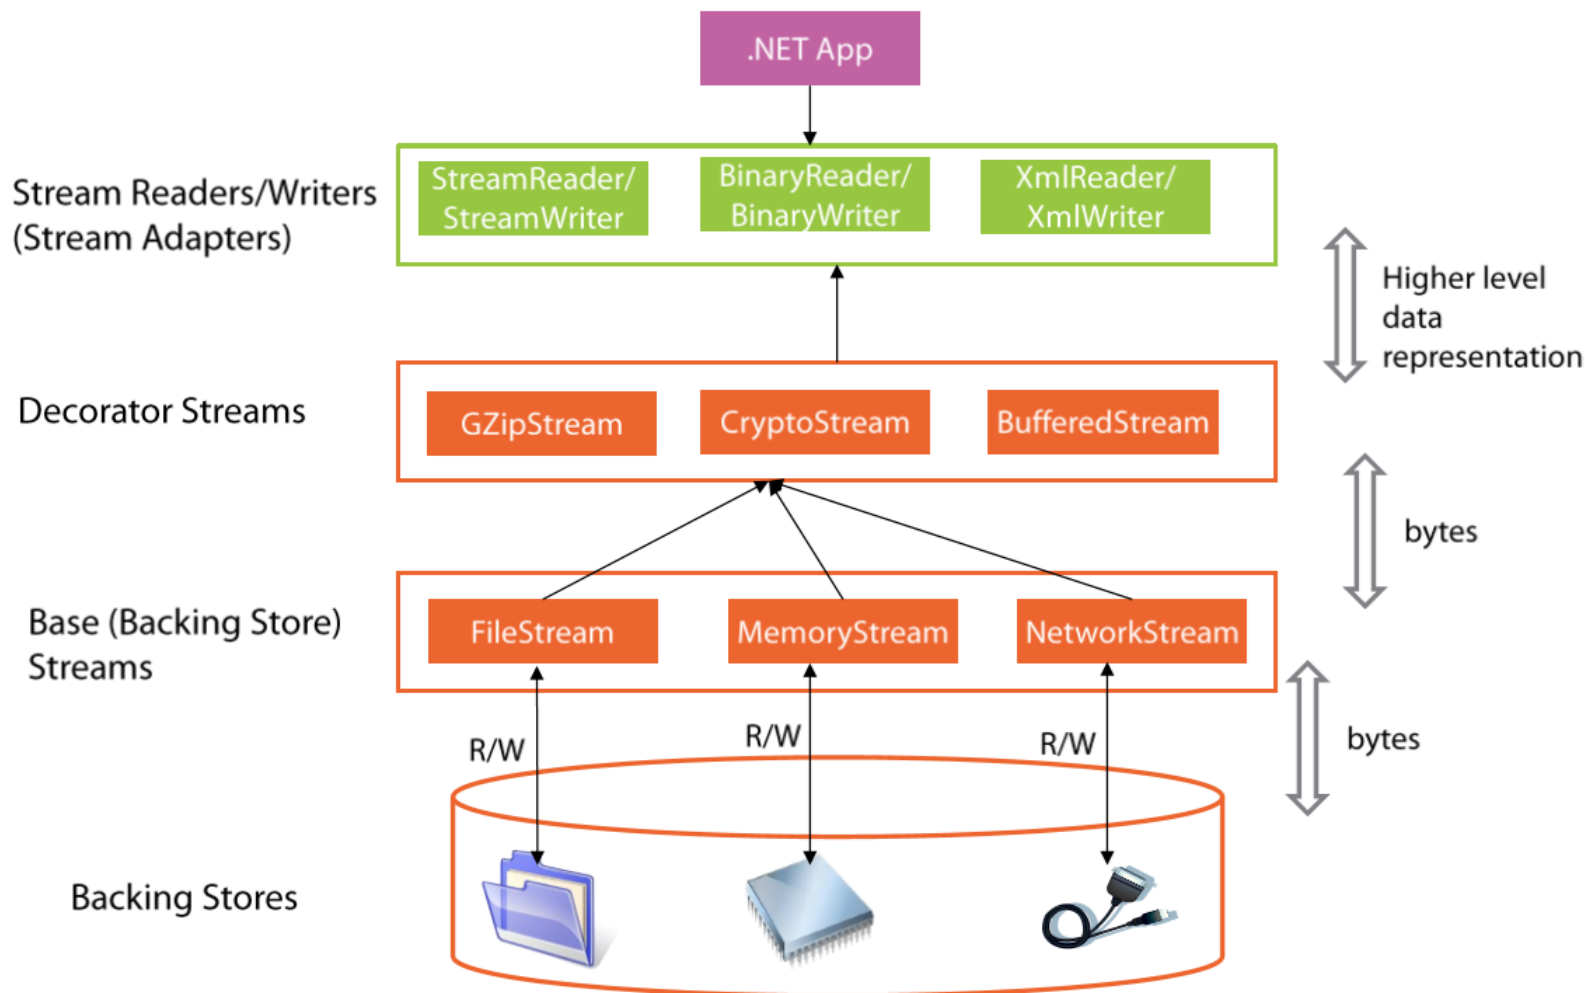 .NET App
Stream Readers/Writers
(Stream Adapters)
StreamReader/
StreamWriter
BinaryReader/
BinaryWriter
XmlReader/
XmlWriter
Higher level
data
representation
Decorator Streams
GZipStream
CryptoStream
BufferedStream
bytes
Base (Backing Store)
Streams
FileStream
MemoryStream
NetworkStream
R/W
R/W
R/W
bytes
Backing Stores